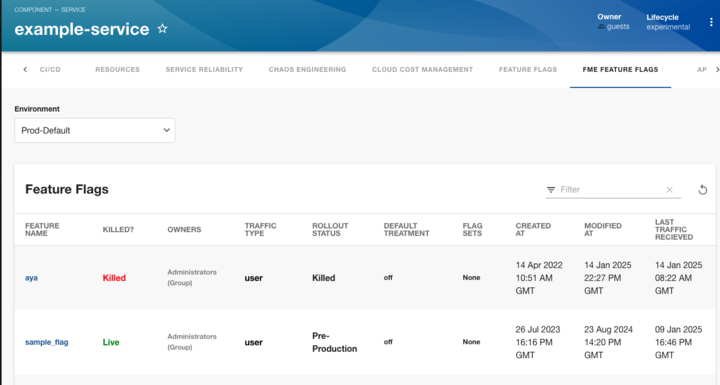 COMPONENT — SERVICE
example-service
Owner
guests
Lifecycle
experimental
CI/CD RESOURCES SERVICE RELIABILITY CHAOS ENGINEERING CLOUD COST MANAGEMENT FEATURE FLAGS FME FEATURE FLAGS AP
Environment
Prod-Default
Feature Flags
Filter
FEATURE NAME KILLED? OWNERS TRAFFIC TYPE ROLLOUT STATUS DEFAULT TREATMENT FLAG SETS CREATED AT MODIFIED AT LAST TRAFFIC RECIEVED
aya Killed Administrators (Group) user Killed off None 14 Apr 2022 10:51 AM GMT 14 Jan 2025 22:27 PM GMT 14 Jan 2025 08:22 AM GMT
sample_flag Live Administrators (Group) user Pre-Production off None 26 Jul 2023 16:16 PM GMT 23 Aug 2024 14:20 PM GMT 09 Jan 2025 16:46 PM GMT